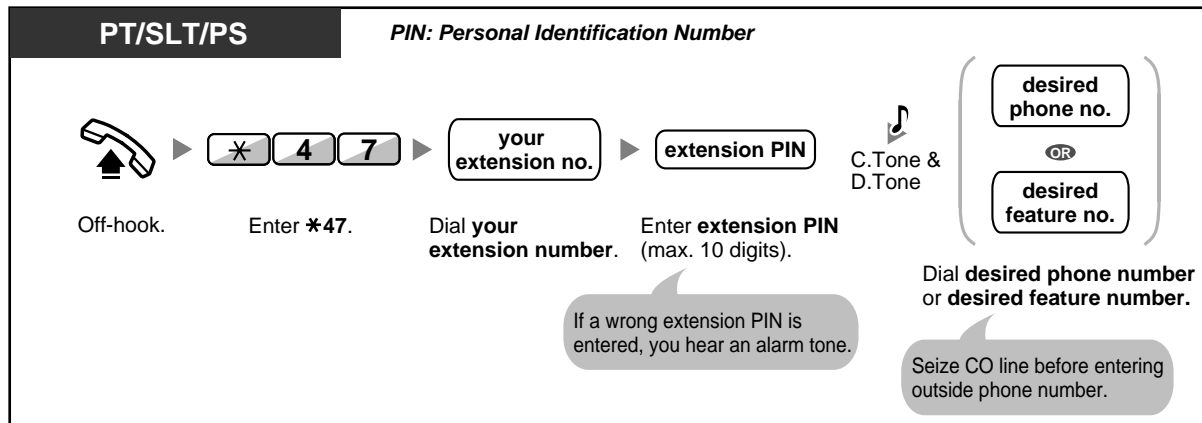 PT/SLT/PS
PIN: Personal Identification Number
* 4 7
your
extension no.
extension PIN
C.Tone &
D.Tone
desired
phone no.
OR
desired
feature no.
Off-hook.
Enter *47.
Dial your
extension number.
Enter extension PIN
(max. 10 digits).
Dial desired phone number
or desired feature number.
If a wrong extension PIN is
entered, you hear an alarm tone.
Seize CO line before entering
outside phone number.